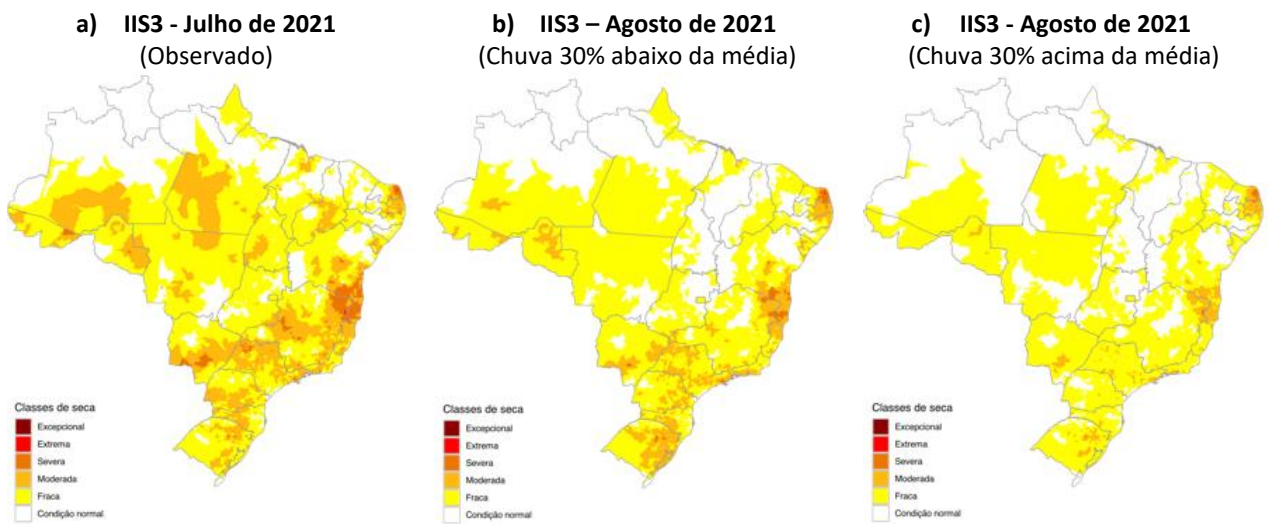 a) IIS3 - Julho de 2021
(Observado)
b) IIS3 – Agosto de 2021
(Chuva 30% abaixo da média)
c) IIS3 - Agosto de 2021
(Chuva 30% acima da média)
Classes de seca
Excepcional
Extrema
Severa
Moderada
Fraca
Condição normal
Classes de seca
Excepcional
Extrema
Severa
Moderada
Fraca
Condição normal
Classes de seca
Excepcional
Extrema
Severa
Moderada
Fraca
Condição normal